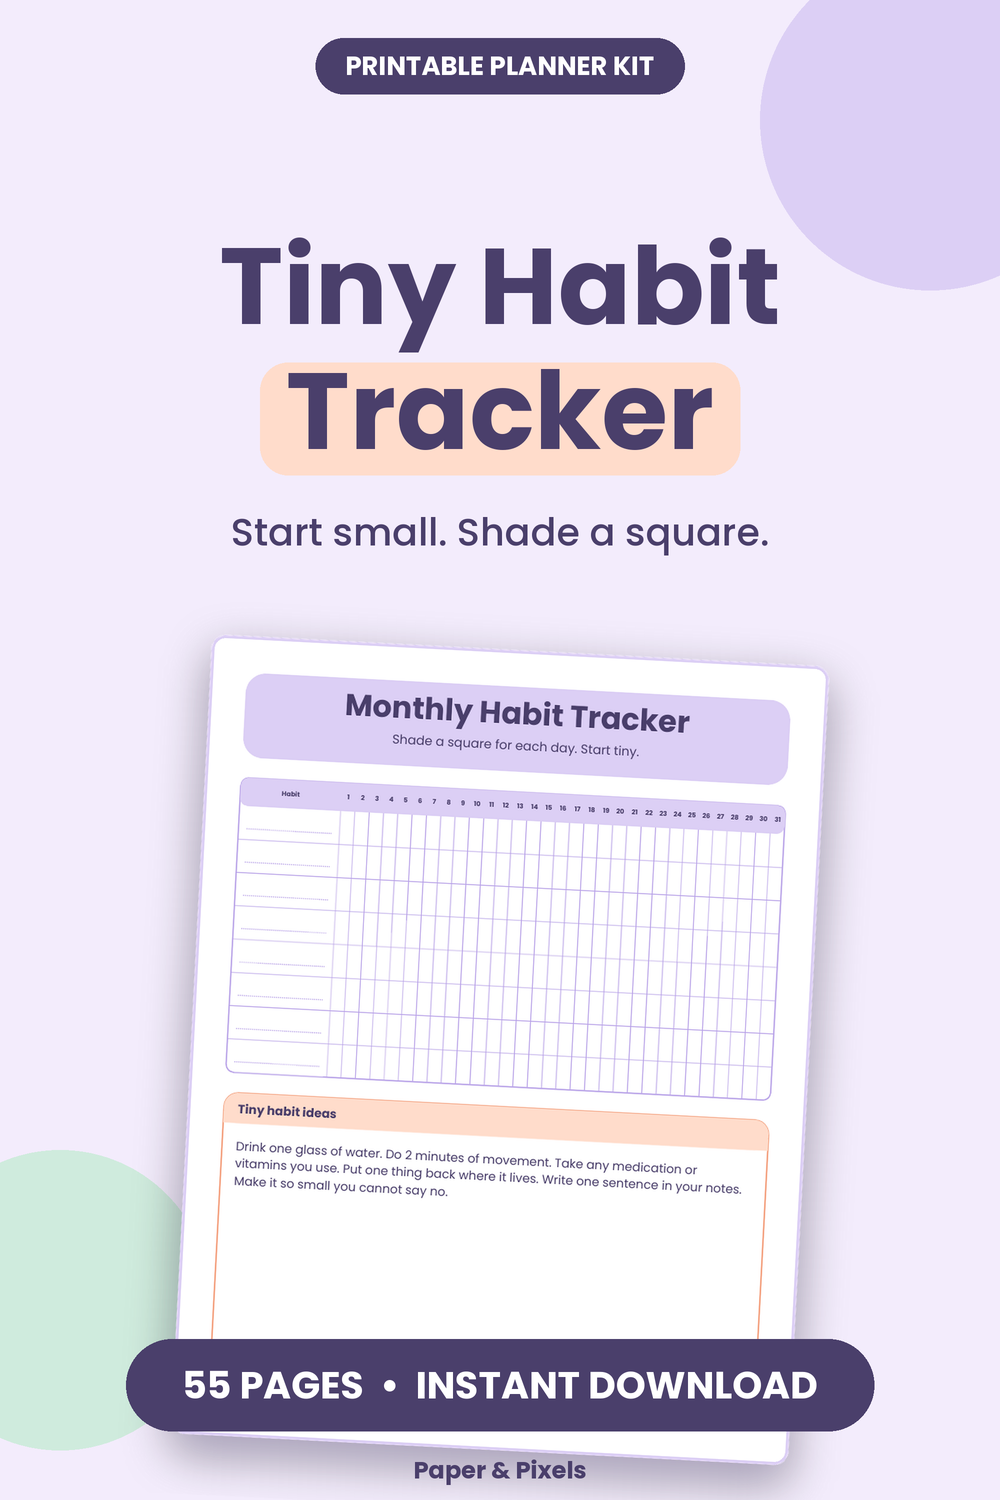 PRINTABLE PLANNER KIT
Tiny Habit
Tracker
Start small. Shade a square.
Monthly Habit Tracker
Shade a square for each day. Start tiny.
Habit 1 2 3 4 5 6 7 8 9 10 11 12 13 14 15 16 17 18 19 20 21 22 23 24 25 26 27 28 29 30 31
Tiny habit ideas
Drink one glass of water. Do 2 minutes of movement. Take any medication or
vitamins you use. Put one thing back where it lives. Write one sentence in your notes.
Make it so small you cannot say no.
55 PAGES • INSTANT DOWNLOAD
Paper & Pixels